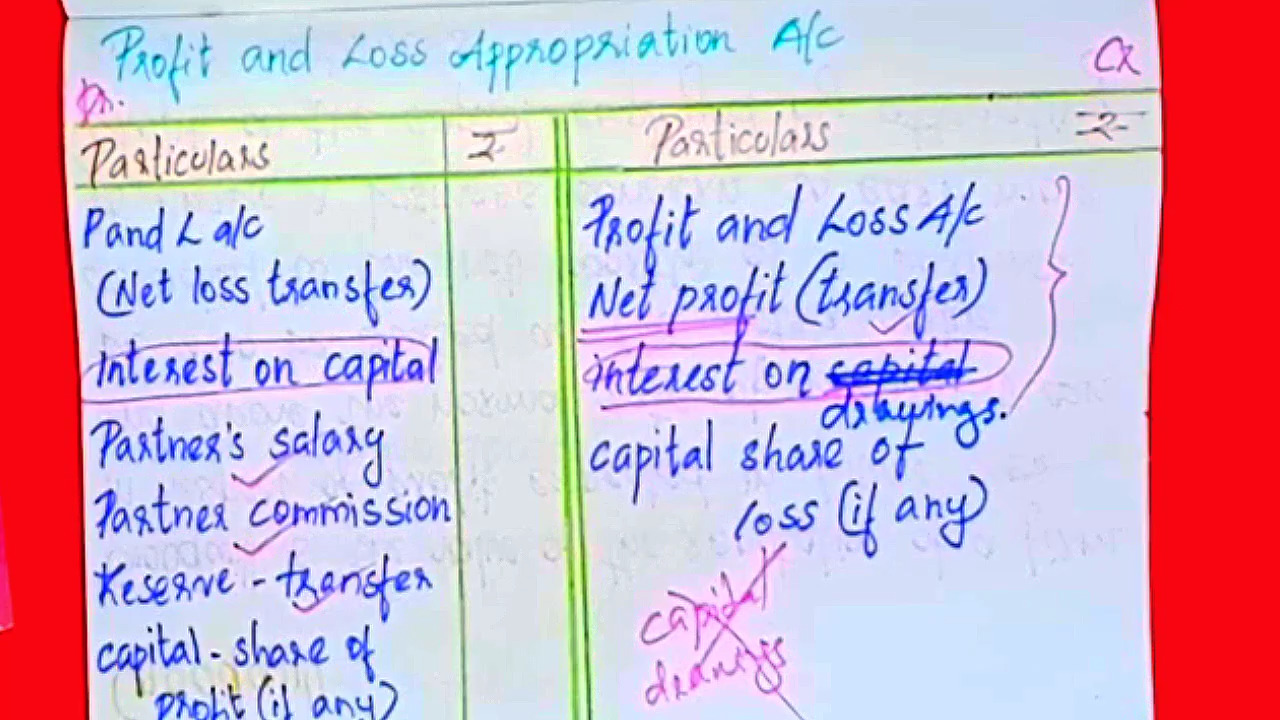 Profit and Loss Appropriation A/c
Dr.
Cr
Particulars
₹
Particulars
₹
P and L a/c
(Net loss transfer)
Interest on capital
Partner's salary
Partner commission
Reserve - transfer
capital - share of
profit (if any)
Profit and Loss A/c
Net profit (transfer)
interest on capital
drawings.
capital share of
loss (if any)
capital
drawings